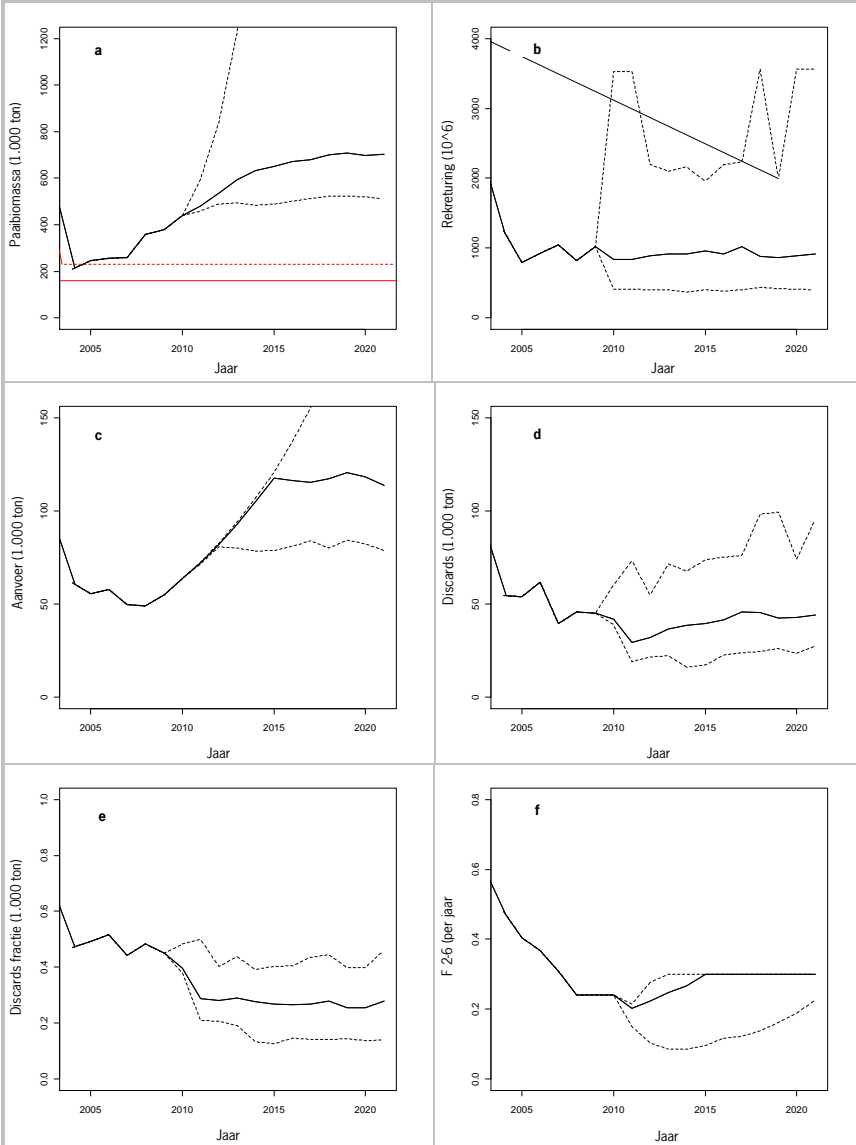 a
Paaibiomassa (1.000 ton)
1200
1000
800
600
400
200
0
2005 2010 2015 2020
Jaar
b
Rekreturing (10^6)
4000
3000
2000
1000
0
2005 2010 2015 2020
Jaar
c
Aanvoer (1.000 ton)
150
100
50
0
2005 2010 2015 2020
Jaar
d
Discards (1.000 ton)
150
100
50
0
2005 2010 2015 2020
Jaar
e
Discards fractie (1.000 ton)
1.0
0.8
0.6
0.4
0.2
0.0
2005 2010 2015 2020
Jaar
f
F 2-6 (per jaar
0.8
0.6
0.4
0.2
0.0
2005 2010 2015 2020
Jaar